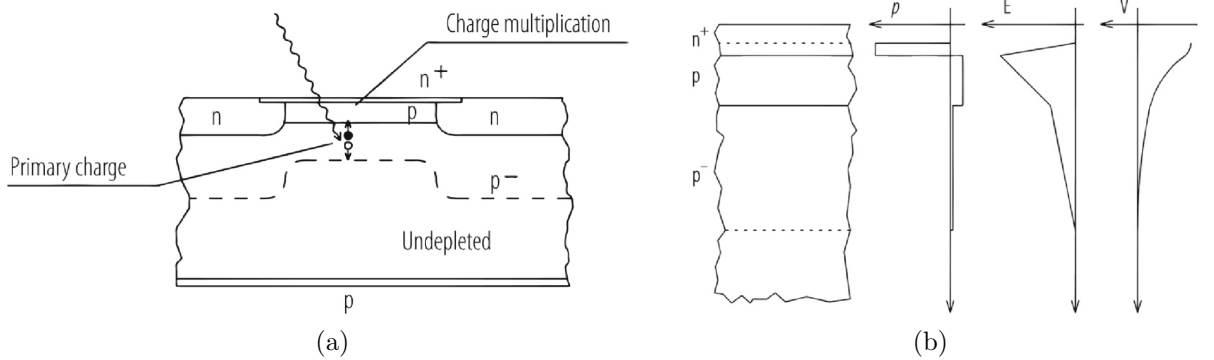 Charge multiplication
n+
n
p
n
Primary charge
p−
Undepleted
p
(a)
ρ
E
V
n+
p
p−
(b)